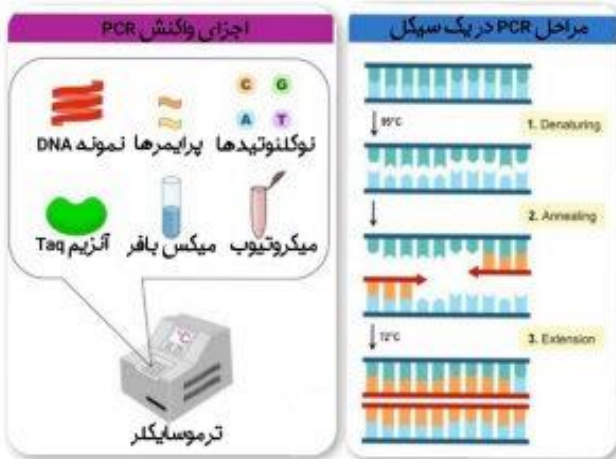 اجزای واکنش PCR
C G
A T
نمونه DNA پرایمرها نوکلئوتیدها
آنزیم Taq میکس بافر میکروتیوب
°C
ترموسایکلر
مراحل PCR در یک سیکل
95°C
1. Denaturing
2. Annealing
72°C
3. Extension